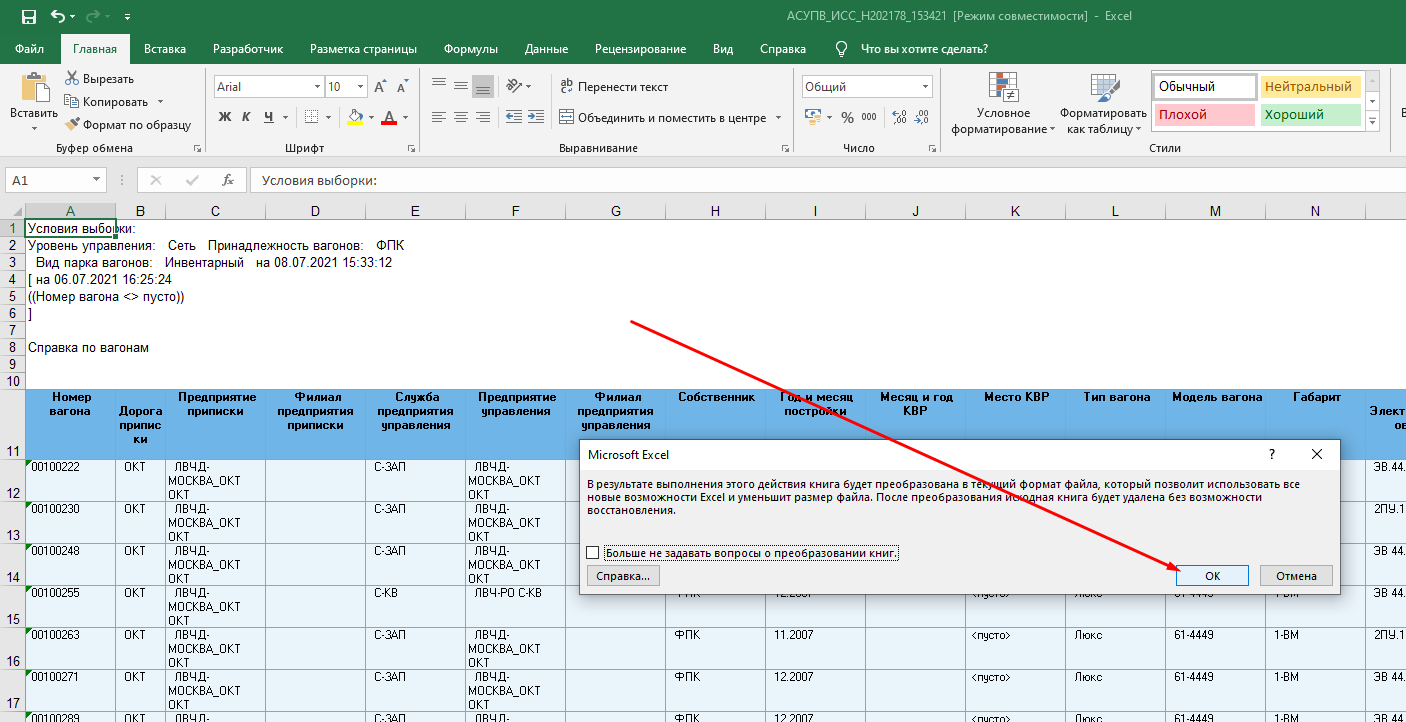 АСУПВ_ИСС_Н202178_153421 [Режим совместимости] - Excel
Файл Главная Вставка Разработчик Разметка страницы Формулы Данные Рецензирование Вид Справка Что вы хотите сделать?
Вставить
Вырезать
Копировать
Формат по образцу
Буфер обмена
Arial 10
Ж К Ч
Шрифт
Перенести текст
Объединить и поместить в центре
Выравнивание
Общий
% 000
Число
Условное форматирование
Форматировать как таблицу
Обычный Нейтральный
Плохой Хороший
Стили
A1 fx Условия выборки:
A B C D E F G H I J K L M N
1 Условия выборки:
2 Уровень управления: Сеть Принадлежность вагонов: ФПК
3 Вид парка вагонов: Инвентарный на 08.07.2021 15:33:12
4 [ на 06.07.2021 16:25:24
5 ((Номер вагона <> пусто))
6 ]
7
8 Справка по вагонам
9
10
11 Номер вагона Дорога приписки Предприятие приписки Филиал предприятия приписки Служба предприятия управления Предприятие управления Филиал предприятия управления Собственник Год и месяц постройки Месяц и год КВР Место КВР Тип вагона Модель вагона Габарит
12 00100222 ОКТ ЛВЧД-МОСКВА_ОКТ ОКТ С-ЗАП ЛВЧД-МОСКВА_ОКТ ОКТ ЭВ.44.
13 00100230 ОКТ ЛВЧД-МОСКВА_ОКТ ОКТ С-ЗАП ЛВЧД-МОСКВА_ОКТ ОКТ 2ПУ.1
14 00100248 ОКТ ЛВЧД-МОСКВА_ОКТ ОКТ С-ЗАП ЛВЧД-МОСКВА_ОКТ ОКТ ЭВ 44.
15 00100255 ОКТ ЛВЧД-МОСКВА_ОКТ ОКТ С-КВ ЛВЧ-РО С-КВ ФПК 12.2007 <пусто> Люкс 61-4449 1-ВМ ЭВ 44.
16 00100263 ОКТ ЛВЧД-МОСКВА_ОКТ ОКТ С-ЗАП ЛВЧД-МОСКВА_ОКТ ОКТ ФПК 11.2007 <пусто> Люкс 61-4449 1-ВМ 2ПУ.1
17 00100271 ОКТ ЛВЧД-МОСКВА_ОКТ ОКТ С-ЗАП ЛВЧД-МОСКВА_ОКТ ОКТ ФПК 12.2007 <пусто> Люкс 61-4449 1-ВМ ЭВ 44.
00100289 ОКТ ЛВЧД- С-ЗАП ЛВЧД- ФПК 12.2007 <пусто> Люкс 61-4449 1-ВМ ЭВ 44.
Microsoft Excel ?
В результате выполнения этого действия книга будет преобразована в текущий формат файла, который позволит использовать все
новые возможности Excel и уменьшит размер файла. После преобразования исходная книга будет удалена без возможности
восстановления.
Больше не задавать вопросы о преобразовании книг.
Справка... ОК Отмена